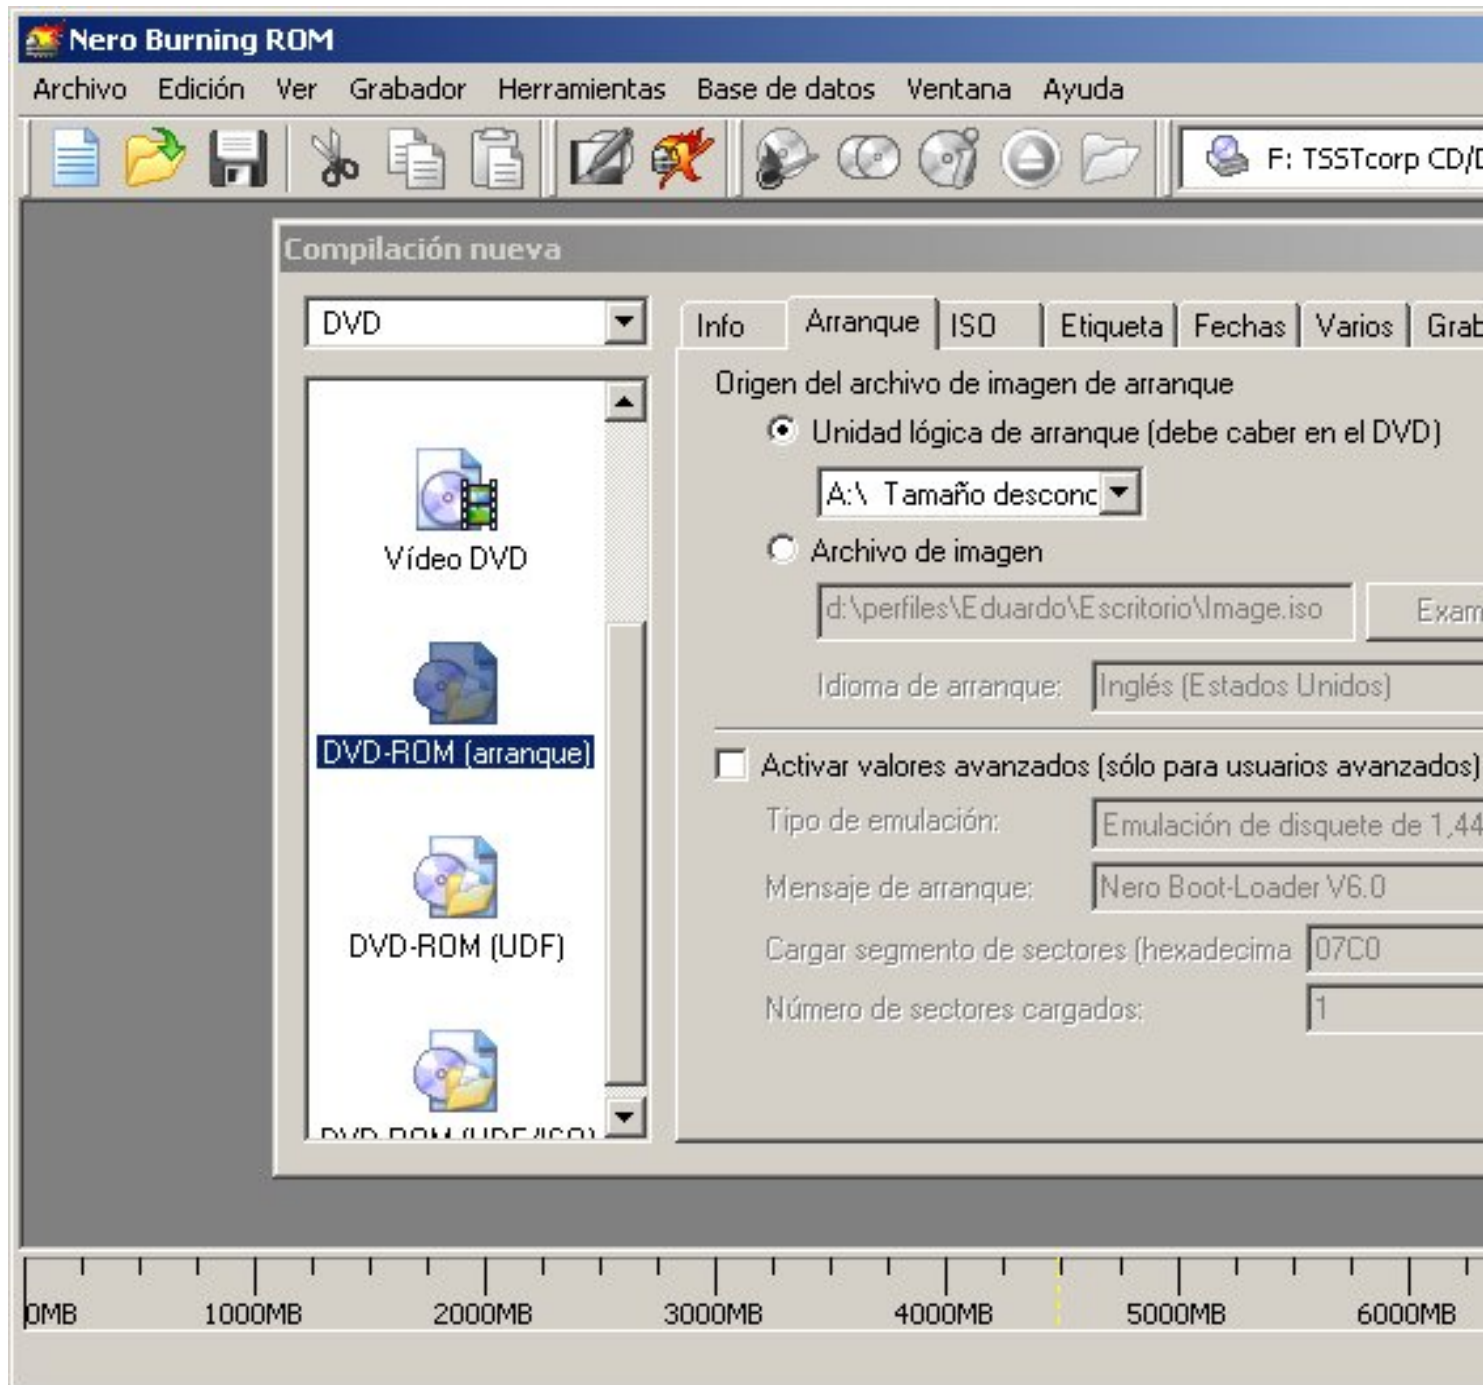 Nero Burning ROM
Archivo Edición Ver Grabador Herramientas Base de datos Ventana Ayuda
F: TSSTcorp
Compilación nueva
DVD
Info Arranque ISO Etiqueta Fechas Varios
Origen del archivo de imagen de arranque
Unidad lógica de arranque (debe caber en el DVD)
A:\ Tamaño desconc
Archivo de imagen
d:\perfiles\Eduardo\Escritorio\Image.iso Exam
Idioma de arranque: Inglés (Estados Unidos)
Activar valores avanzados (sólo para usuarios avanzados)
Tipo de emulación: Emulación de disquete de 1,44
Mensaje de arranque: Nero Boot-Loader V6.0
Cargar segmento de sectores (hexadecima 07C0
Número de sectores cargados: 1
Vídeo DVD
DVD-ROM (arranque)
DVD-ROM (UDF)
DVD-ROM (UDF/ISO)
0MB 1000MB 2000MB 3000MB 4000MB 5000MB 6000MB